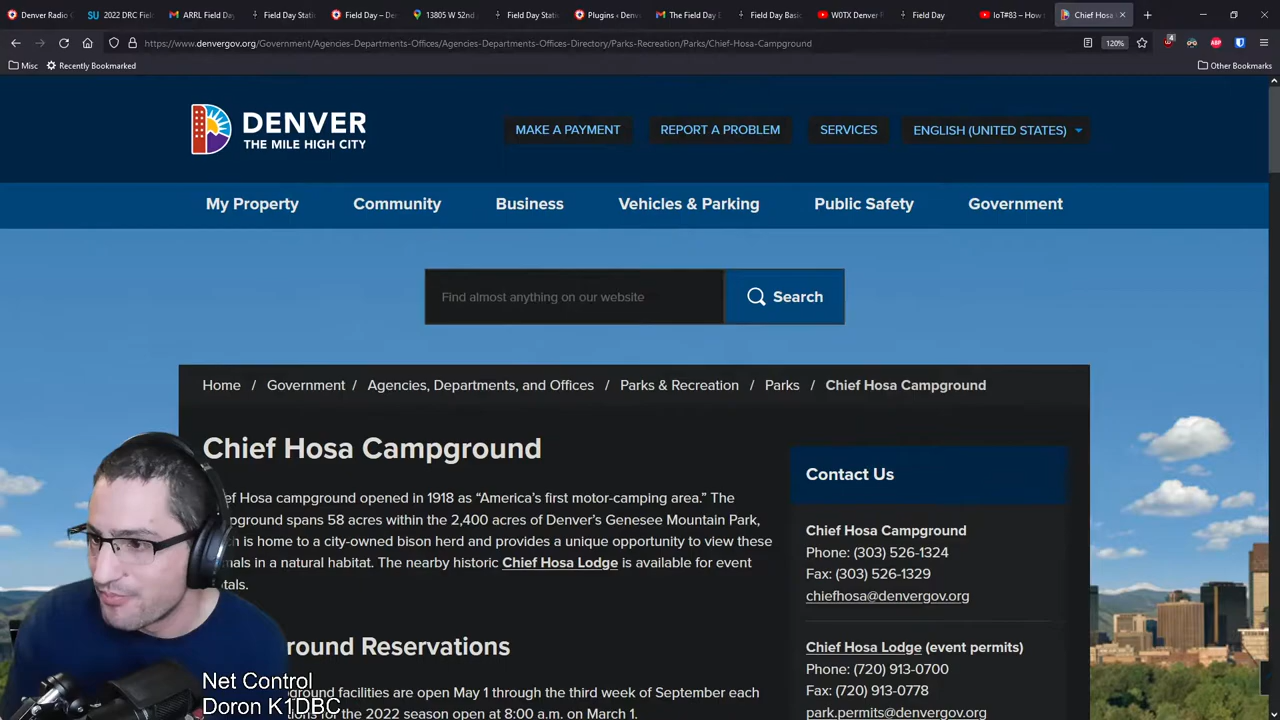 Denver Radio C
2022 DRC Field
ARRL Field Day
Field Day Stati
Field Day – De
13805 W 52nd
Field Day Stati
Plugins ‹ Denve
The Field Day E
Field Day Basic
W0TX Denver R
Field Day
IoT#83 – How
Chief Hosa C
https://www.denvergov.org/Government/Agencies-Departments-Offices/Agencies-Departments-Offices-Directory/Parks-Recreation/Parks/Chief-Hosa-Campground
120%
4
ABP
Misc
Recently Bookmarked
Other Bookmarks
DENVER
THE MILE HIGH CITY
MAKE A PAYMENT
REPORT A PROBLEM
SERVICES
ENGLISH (UNITED STATES)
My Property
Community
Business
Vehicles & Parking
Public Safety
Government
Find almost anything on our website
Search
Home / Government / Agencies, Departments, and Offices / Parks & Recreation / Parks / Chief Hosa Campground
Chief Hosa Campground
ef Hosa campground opened in 1918 as “America’s first motor-camping area.” The
pground spans 58 acres within the 2,400 acres of Denver’s Genesee Mountain Park,
h is home to a city-owned bison herd and provides a unique opportunity to view these
mals in a natural habitat. The nearby historic Chief Hosa Lodge is available for event
tals.
round Reservations
ground facilities are open May 1 through the third week of September each
tions for the 2022 season open at 8:00 a.m. on March 1.
Contact Us
Chief Hosa Campground
Phone: (303) 526-1324
Fax: (303) 526-1329
chiefhosa@denvergov.org
Chief Hosa Lodge (event permits)
Phone: (720) 913-0700
Fax: (720) 913-0778
park.permits@denvergov.org
Net Control
Doron K1DBC